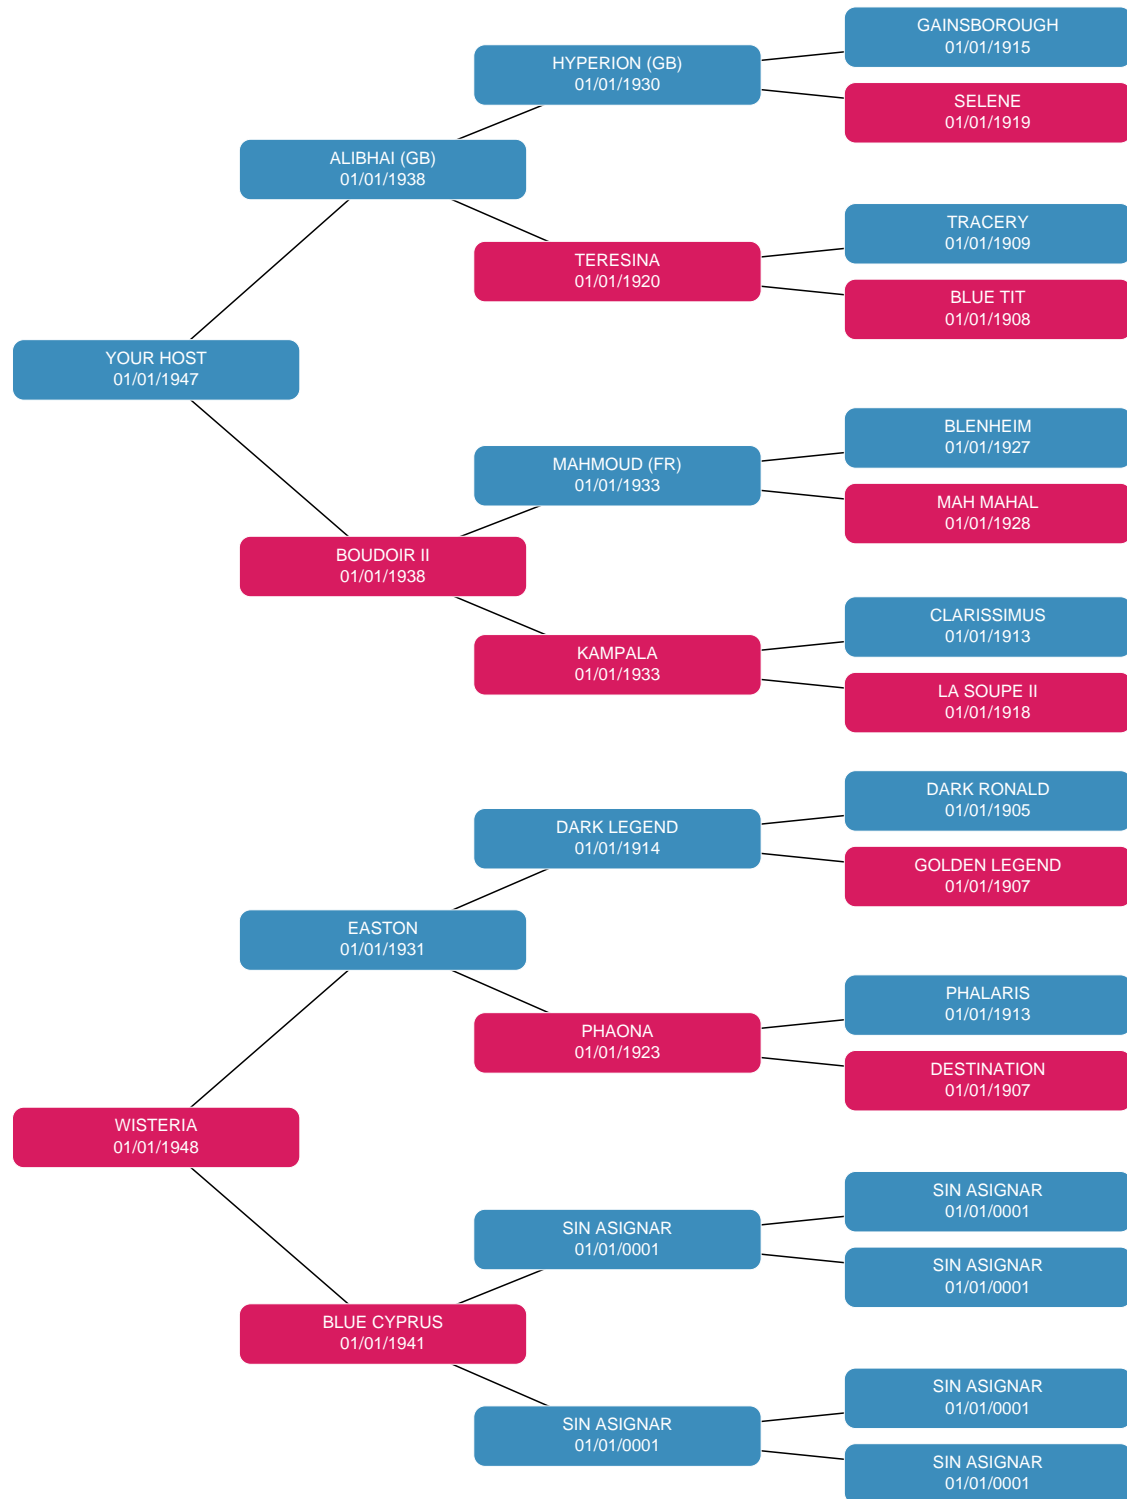 GAINSBOROUGH
01/01/1915
HYPERION (GB)
01/01/1930
SELENE
01/01/1919
ALIBHAI (GB)
01/01/1938
TRACERY
01/01/1909
TERESINA
01/01/1920
BLUE TIT
01/01/1908
YOUR HOST
01/01/1947
BLENHEIM
01/01/1927
MAHMOUD (FR)
01/01/1933
MAH MAHAL
01/01/1928
BOUDOIR II
01/01/1938
CLARISSIMUS
01/01/1913
KAMPALA
01/01/1933
LA SOUPE II
01/01/1918
DARK RONALD
01/01/1905
DARK LEGEND
01/01/1914
GOLDEN LEGEND
01/01/1907
EASTON
01/01/1931
PHALARIS
01/01/1913
PHAONA
01/01/1923
DESTINATION
01/01/1907
WISTERIA
01/01/1948
SIN ASIGNAR
01/01/0001
SIN ASIGNAR
01/01/0001
SIN ASIGNAR
01/01/0001
BLUE CYPRUS
01/01/1941
SIN ASIGNAR
01/01/0001
SIN ASIGNAR
01/01/0001
SIN ASIGNAR
01/01/0001